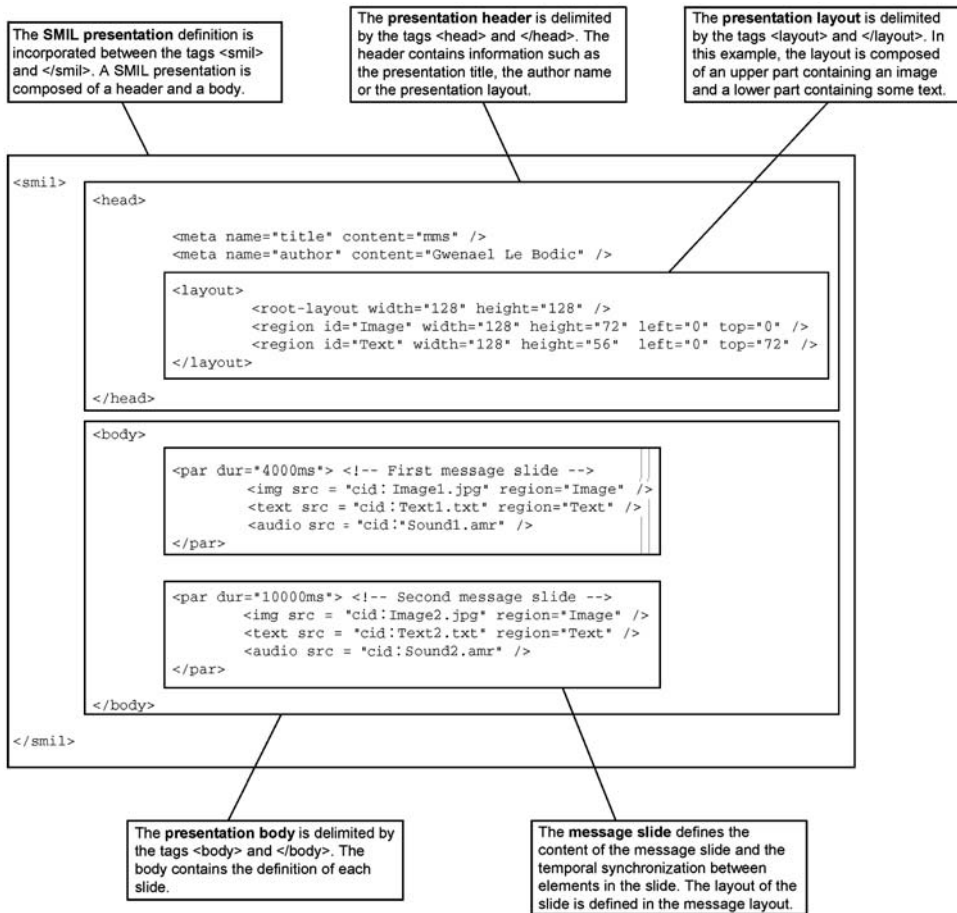 The SMIL presentation definition is
incorporated between the tags <smil>
and </smil>. A SMIL presentation is
composed of a header and a body.
The presentation header is delimited
by the tags <head> and </head>. The
header contains information such as
the presentation title, the author name
or the presentation layout.
The presentation layout is delimited
by the tags <layout> and </layout>. In
this example, the layout is composed
of an upper part containing an image
and a lower part containing some text.
<smil>
<head>
<meta name="title" content="mms" />
<meta name="author" content="Gwenael Le Bodic" />
<layout>
<root-layout width="128" height="128" />
<region id="Image" width="128" height="72" left="0" top="0" />
<region id="Text" width="128" height="56" left="0" top="72" />
</layout>
</head>
<body>
<par dur="4000ms"> <!-- First message slide -->
<img src = "cid:Image1.jpg" region="Image" />
<text src = "cid:Text1.txt" region="Text" />
<audio src = "cid:"Sound1.amr" />
</par>
<par dur="10000ms"> <!-- Second message slide -->
<img src = "cid:Image2.jpg" region="Image" />
<text src = "cid:Text2.txt" region="Text" />
<audio src = "cid:Sound2.amr" />
</par>
</body>
</smil>
The presentation body is delimited by
the tags <body> and </body>. The
body contains the definition of each
slide.
The message slide defines the
content of the message slide and the
temporal synchronization between
elements in the slide. The layout of the
slide is defined in the message layout.